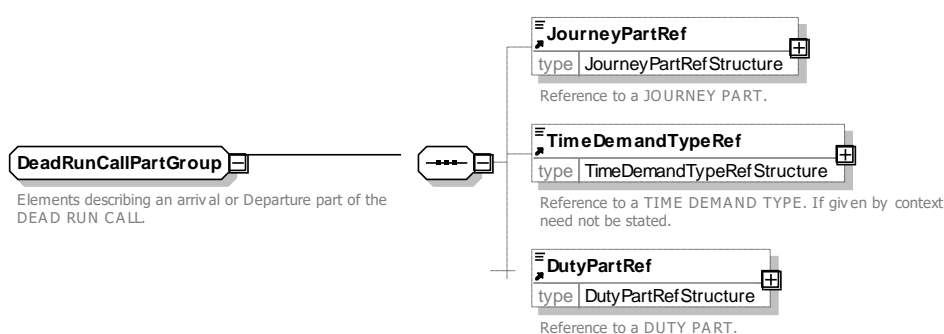 JourneyPartRef
type JourneyPartRefStructure
Reference to a JOURNEY PART.
TimeDemandTypeRef
type TimeDemandTypeRefStructure
Reference to a TIME DEMAND TYPE. If given by context
need not be stated.
DeadRunCallPartGroup
Elements describing an arrival or Departure part of the
DEAD RUN CALL.
DutyPartRef
type DutyPartRefStructure
Reference to a DUTY PART.